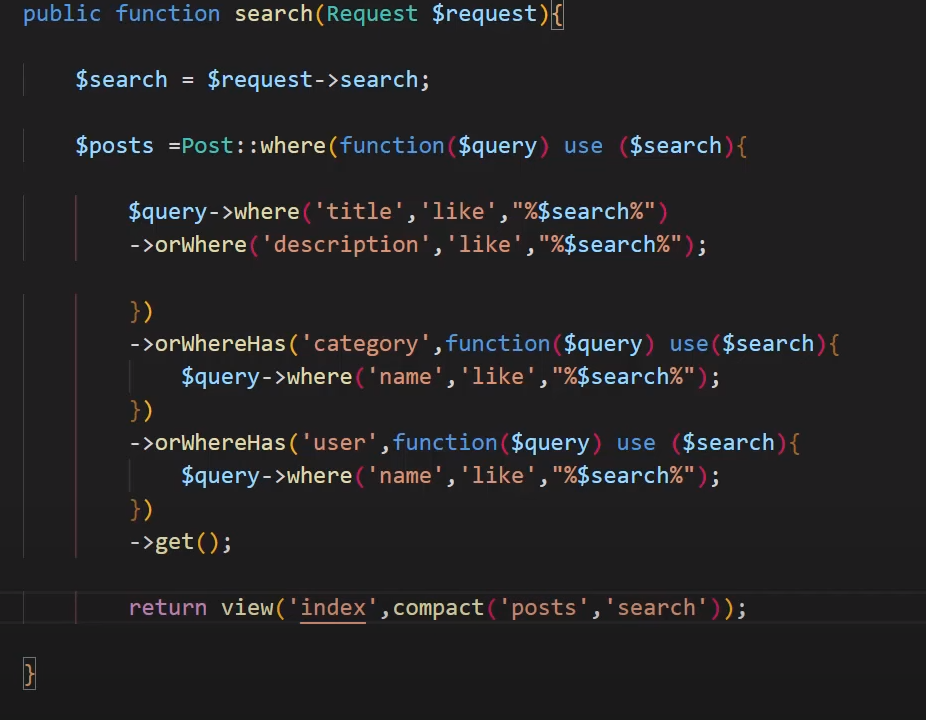 public function search(Request $request){
$search = $request->search;
$posts =Post::where(function($query) use ($search){
$query->where('title','like',"%$search%")
->orWhere('description','like',"%$search%");
})
->orWhereHas('category',function($query) use($search){
$query->where('name','like',"%$search%");
})
->orWhereHas('user',function($query) use ($search){
$query->where('name','like',"%$search%");
})
->get();
return view('index',compact('posts','search'));
}